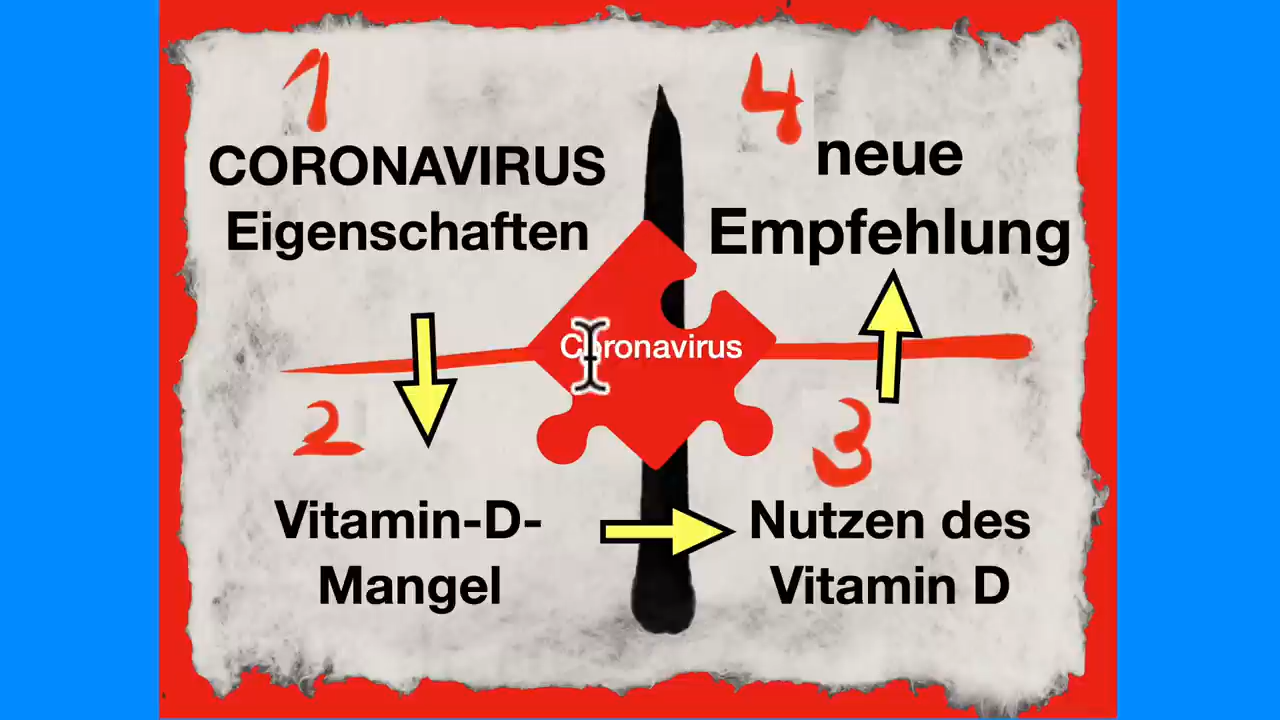 1
CORONAVIRUS
Eigenschaften
2
Vitamin-D-
Mangel
3
Nutzen des
Vitamin D
4
neue
Empfehlung
Coronavirus